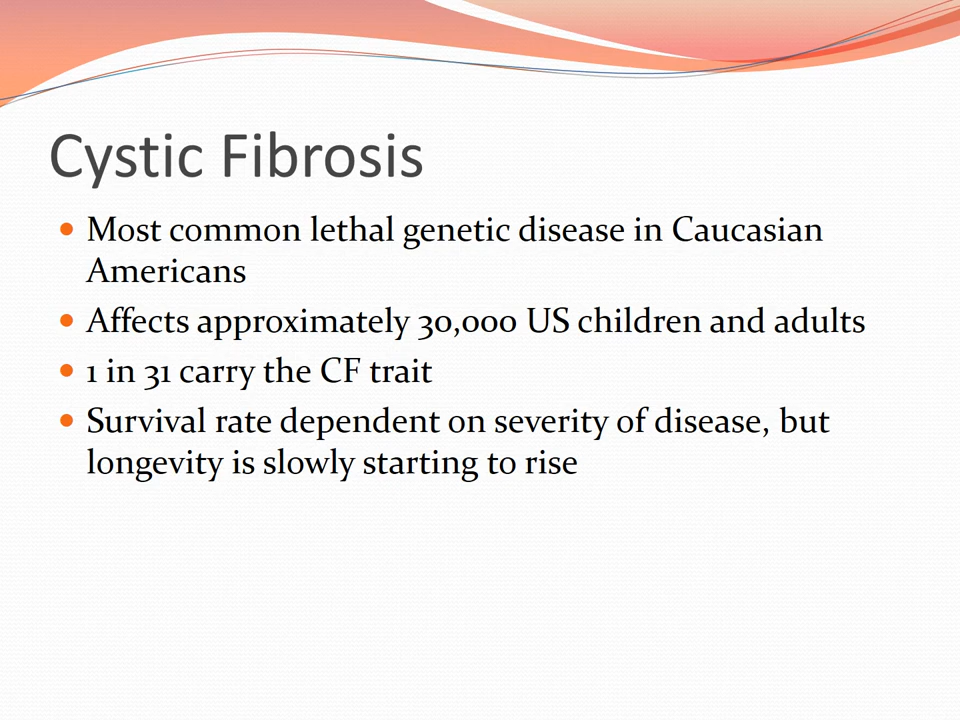 Cystic Fibrosis
• Most common lethal genetic disease in Caucasian
Americans
• Affects approximately 30,000 US children and adults
• 1 in 31 carry the CF trait
• Survival rate dependent on severity of disease, but
longevity is slowly starting to rise